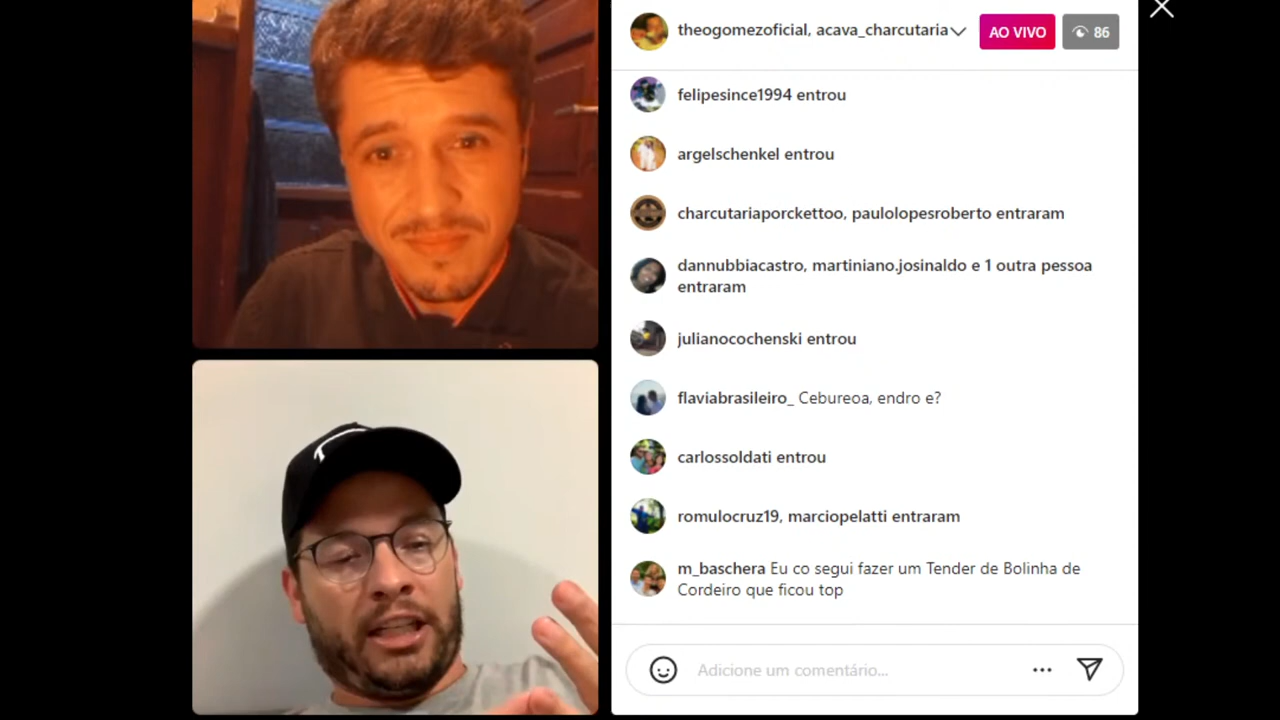 theogomezoficial, acava_charcutaria
AO VIVO
86
felipesince1994 entrou
argelschenkel entrou
charcutariaporckettoo, paulolopesroberto entraram
dannubbiacastro, martiniano.josinaldo e 1 outra pessoa
entraram
julianocochenski entrou
flaviabrasileiro_ Cebureoa, endro e?
carlossoldati entrou
romulocruz19, marciopelatti entraram
m_baschera Eu co segui fazer um Tender de Bolinha de
Cordeiro que ficou top
Adicione um comentário...